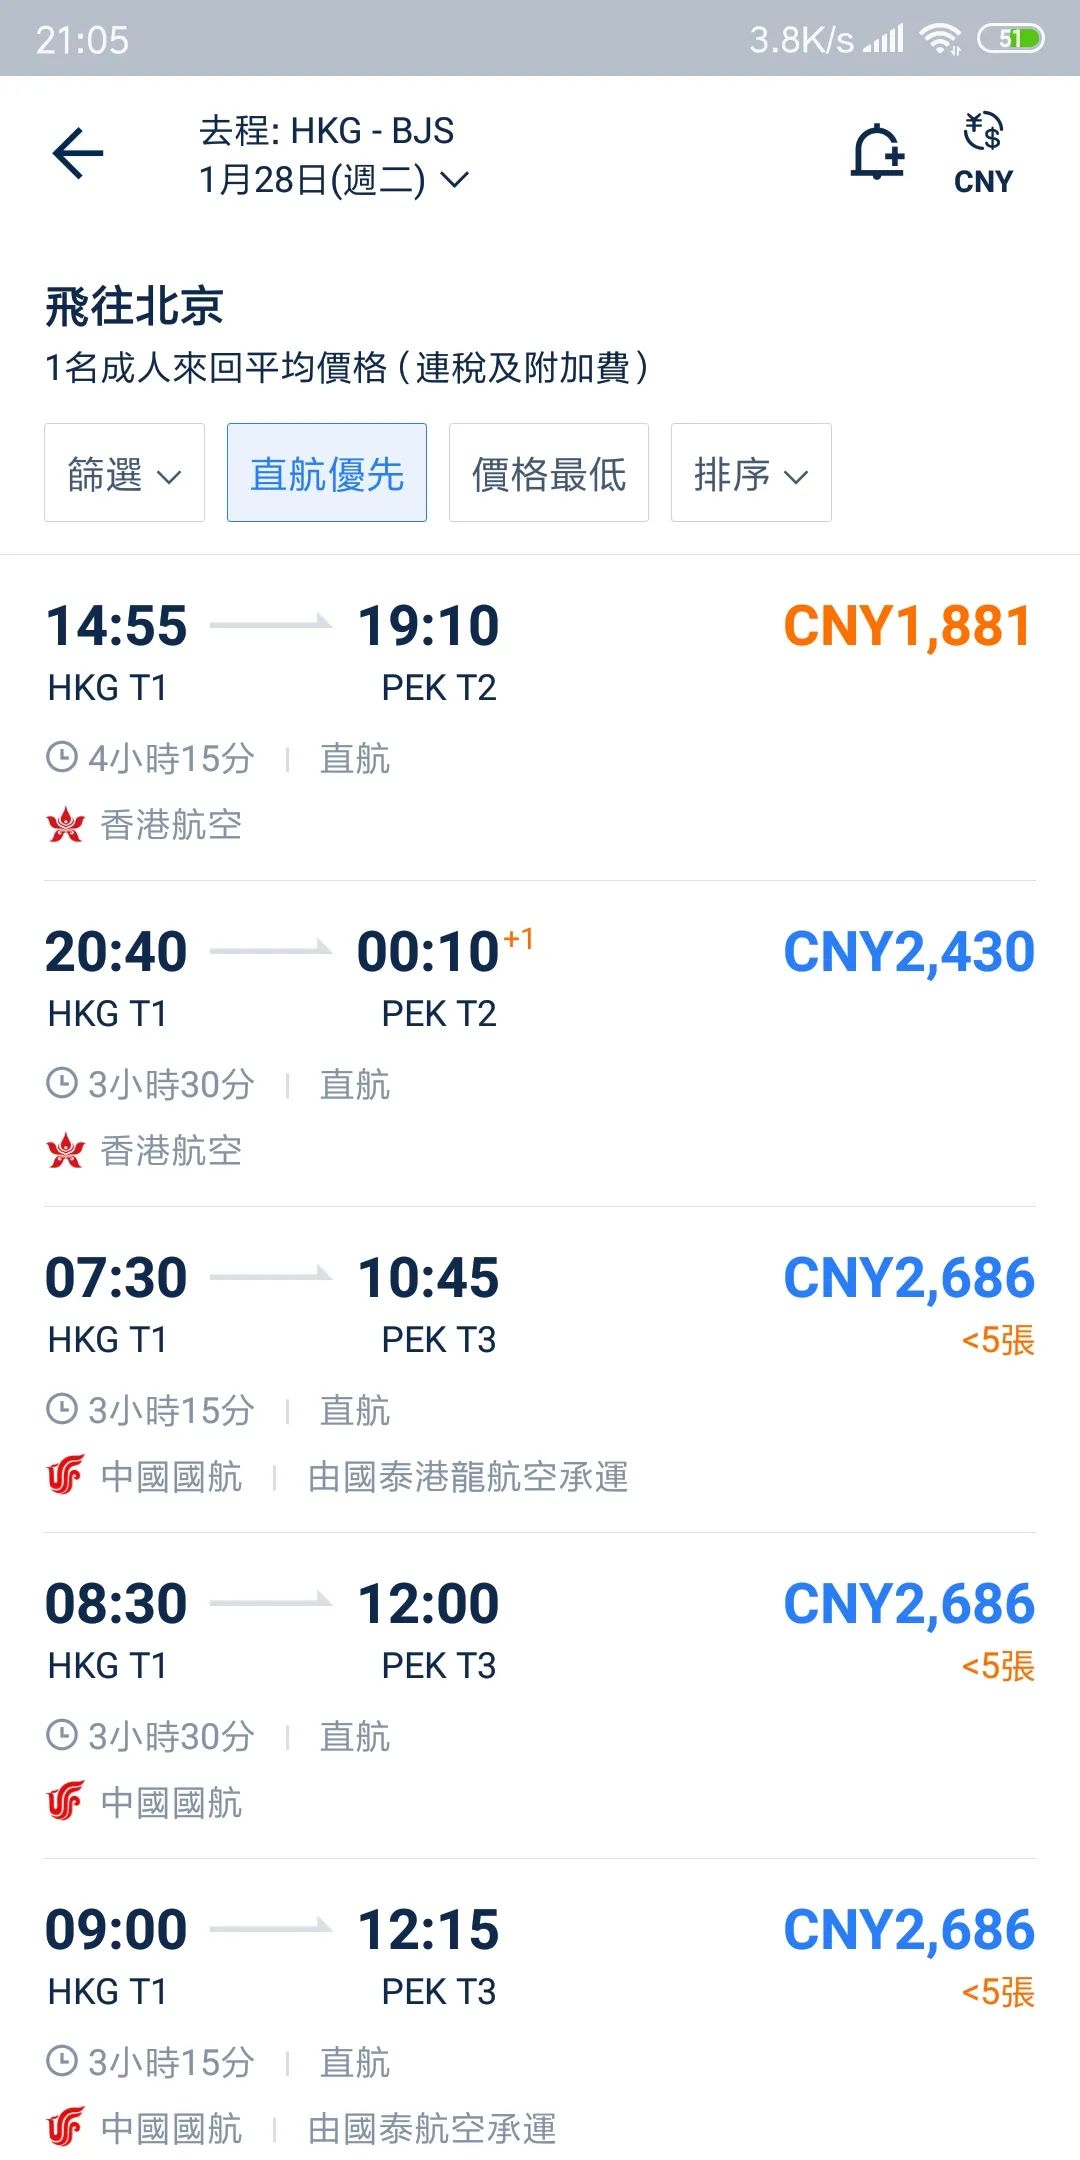 21:05 3.8K/s 51
去程: HKG - BJS
1月28日(週二)
CNY
飛往北京
1名成人來回平均價格 ( 連稅及附加費 )
篩選 直航優先 價格最低 排序
14:55 19:10 CNY1,881
HKG T1 PEK T2
4小時15分 | 直航
香港航空
20:40 00:10 +1 CNY2,430
HKG T1 PEK T2
3小時30分 | 直航
香港航空
07:30 10:45 CNY2,686
HKG T1 PEK T3 <5張
3小時15分 | 直航
中國國航 | 由國泰港龍航空承運
08:30 12:00 CNY2,686
HKG T1 PEK T3 <5張
3小時30分 | 直航
中國國航
09:00 12:15 CNY2,686
HKG T1 PEK T3 <5張
3小時15分 | 直航
中國國航 | 由國泰航空承運